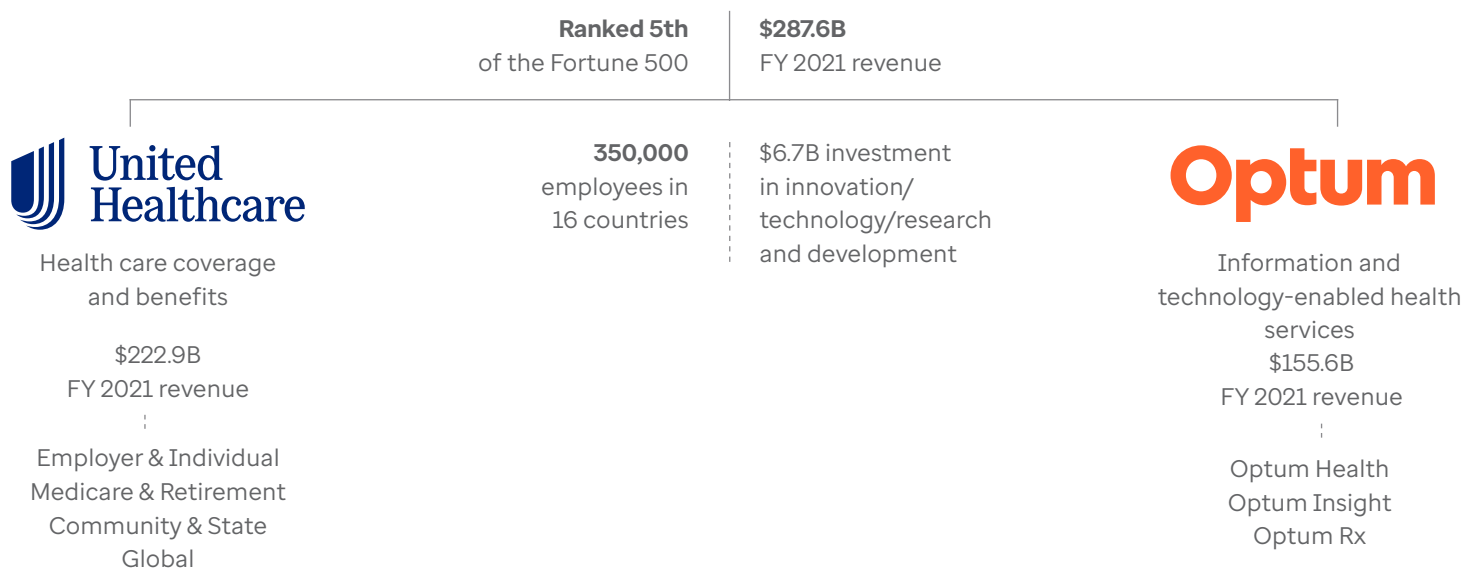 Ranked 5th
of the Fortune 500
$287.6B
FY 2021 revenue
United
Healthcare
Health care coverage
and benefits
$222.9B
FY 2021 revenue
Employer & Individual
Medicare & Retirement
Community & State
Global
350,000
employees in
16 countries
$6.7B investment
in innovation/
technology/research
and development
Optum
Information and
technology-enabled health
services
$155.6B
FY 2021 revenue
Optum Health
Optum Insight
Optum Rx